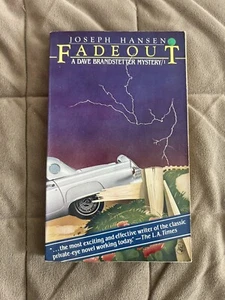 JOSEPH HANSEN
FADEOUT
A DAVE BRANDSTETTER MYSTERY/1
"...the most exciting and effective writer of the classic
private-eye novel working today." —The L.A. Times